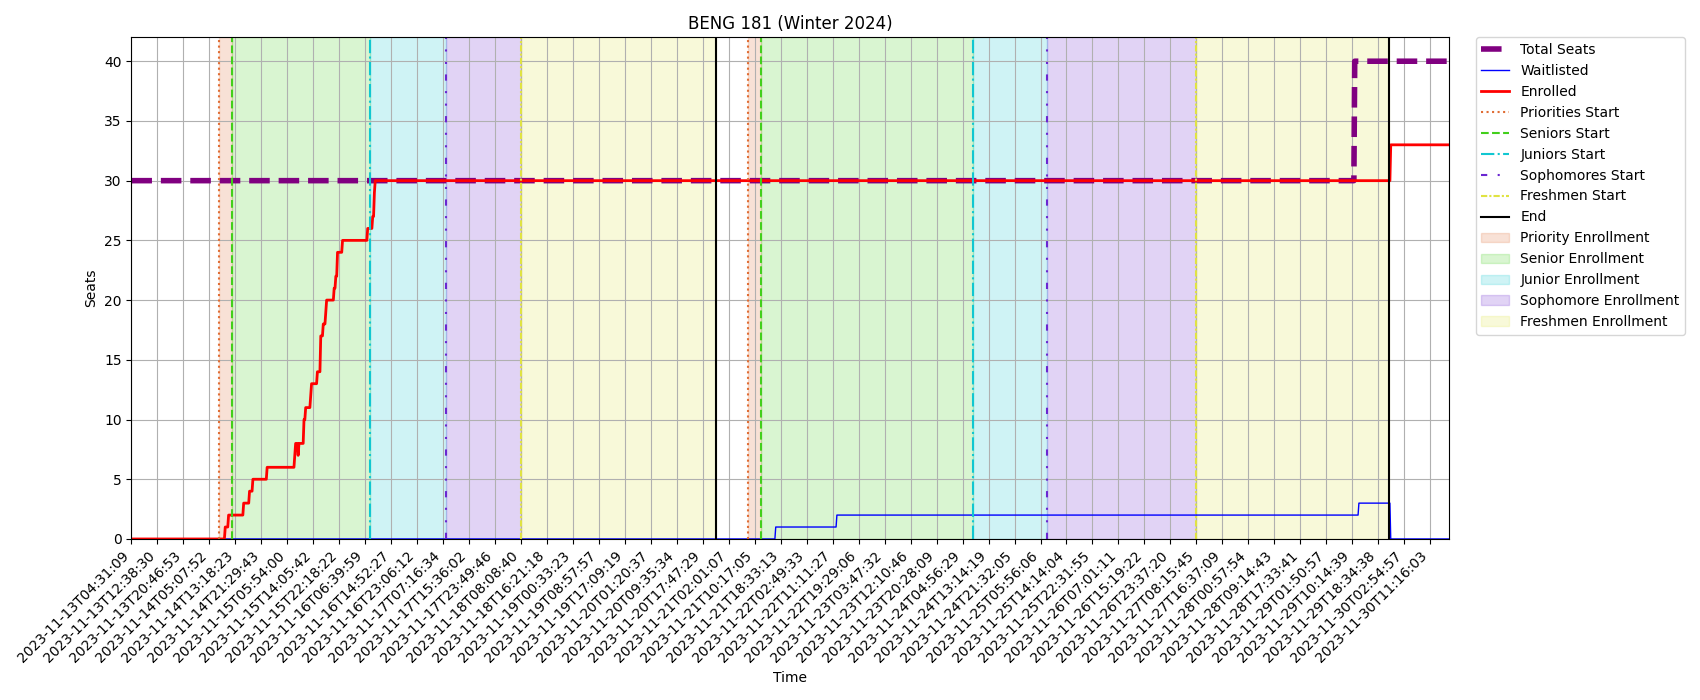 BENG 181 (Winter 2024)
Seats
40
35
30
25
20
15
10
5
0
2023-11-13T04:31:09
2023-11-13T12:38:30
2023-11-13T20:46:53
2023-11-14T05:07:52
2023-11-14T13:18:23
2023-11-14T21:29:43
2023-11-15T05:54:00
2023-11-15T14:05:42
2023-11-15T22:18:22
2023-11-16T06:39:59
2023-11-16T14:52:27
2023-11-16T23:06:12
2023-11-17T07:16:34
2023-11-17T15:36:02
2023-11-17T23:49:46
2023-11-18T08:08:40
2023-11-18T16:21:18
2023-11-19T00:33:23
2023-11-19T08:57:57
2023-11-19T17:09:19
2023-11-20T01:20:37
2023-11-20T09:35:34
2023-11-20T17:47:29
2023-11-21T02:01:07
2023-11-21T10:17:05
2023-11-21T18:33:13
2023-11-22T02:49:33
2023-11-22T11:11:27
2023-11-22T19:29:06
2023-11-23T03:47:32
2023-11-23T12:10:46
2023-11-23T20:28:09
2023-11-24T04:56:29
2023-11-24T13:14:19
2023-11-24T21:32:05
2023-11-25T05:56:06
2023-11-25T14:14:04
2023-11-25T22:31:55
2023-11-26T07:01:11
2023-11-26T15:19:22
2023-11-26T23:37:20
2023-11-27T08:15:45
2023-11-27T16:37:09
2023-11-28T00:57:54
2023-11-28T09:14:43
2023-11-28T17:33:41
2023-11-29T01:50:57
2023-11-29T10:14:39
2023-11-29T18:34:38
2023-11-30T02:54:57
2023-11-30T11:16:03
Time
Total Seats
Waitlisted
Enrolled
Priorities Start
Seniors Start
Juniors Start
Sophomores Start
Freshmen Start
End
Priority Enrollment
Senior Enrollment
Junior Enrollment
Sophomore Enrollment
Freshmen Enrollment